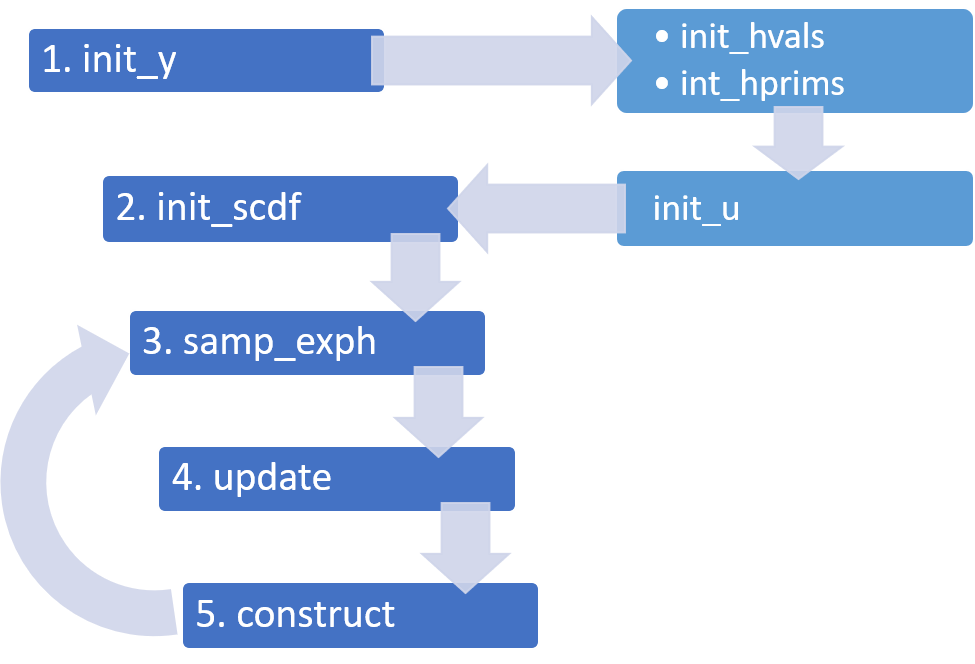 1. init_y
• init_hvals
• int_hprims
2. init_scdf
init_u
3. samp_exph
4. update
5. construct